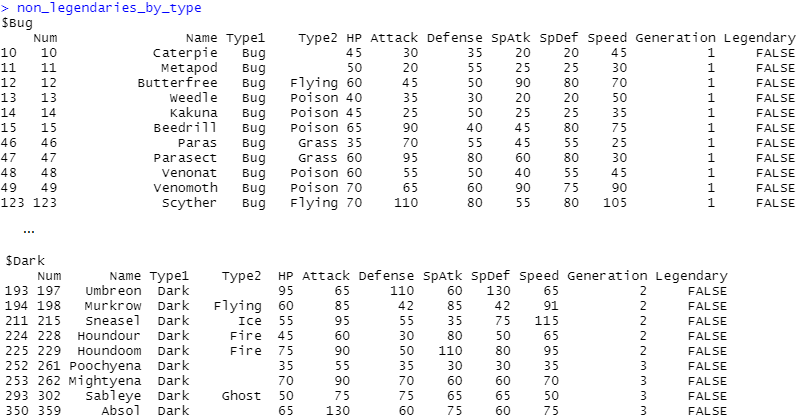 > non_legendaries_by_type
$Bug
Num Name Type1 Type2 HP Attack Defense SpAtk SpDef Speed Generation Legendary
10 10 Caterpie Bug 45 30 35 20 20 45 1 FALSE
11 11 Metapod Bug 50 20 55 25 25 30 1 FALSE
12 12 Butterfree Bug Flying 60 45 50 90 80 70 1 FALSE
13 13 Weedle Bug Poison 40 35 30 20 20 50 1 FALSE
14 14 Kakuna Bug Poison 45 25 50 25 25 35 1 FALSE
15 15 Beedrill Bug Poison 65 90 40 45 80 75 1 FALSE
46 46 Paras Bug Grass 35 70 55 45 55 25 1 FALSE
47 47 Parasect Bug Grass 60 95 80 60 80 30 1 FALSE
48 48 Venonat Bug Poison 60 55 50 40 55 45 1 FALSE
49 49 Venomoth Bug Poison 70 65 60 90 75 90 1 FALSE
123 123 Scyther Bug Flying 70 110 80 55 80 105 1 FALSE
...
$Dark
Num Name Type1 Type2 HP Attack Defense SpAtk SpDef Speed Generation Legendary
193 197 Umbreon Dark 95 65 110 60 130 65 2 FALSE
194 198 Murkrow Dark Flying 60 85 42 85 42 91 2 FALSE
211 215 Sneasel Dark Ice 55 95 55 35 75 115 2 FALSE
224 228 Houndour Dark Fire 45 60 30 80 50 65 2 FALSE
225 229 Houndoom Dark Fire 75 90 50 110 80 95 2 FALSE
252 261 Poochyena Dark 35 55 35 30 30 35 3 FALSE
253 262 Mightyena Dark 70 90 70 60 60 70 3 FALSE
293 302 Sableye Dark Ghost 50 75 75 65 65 50 3 FALSE
350 359 Absol Dark 65 130 60 75 60 75 3 FALSE